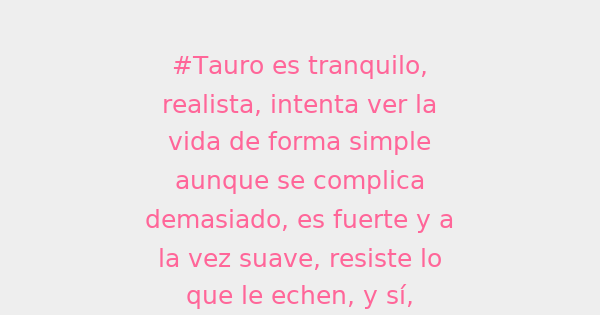 #Tauro es tranquilo,
realista, intenta ver la
vida de forma simple
aunque se complica
demasiado, es fuerte y a
la vez suave, resiste lo
que le echen, y sí,